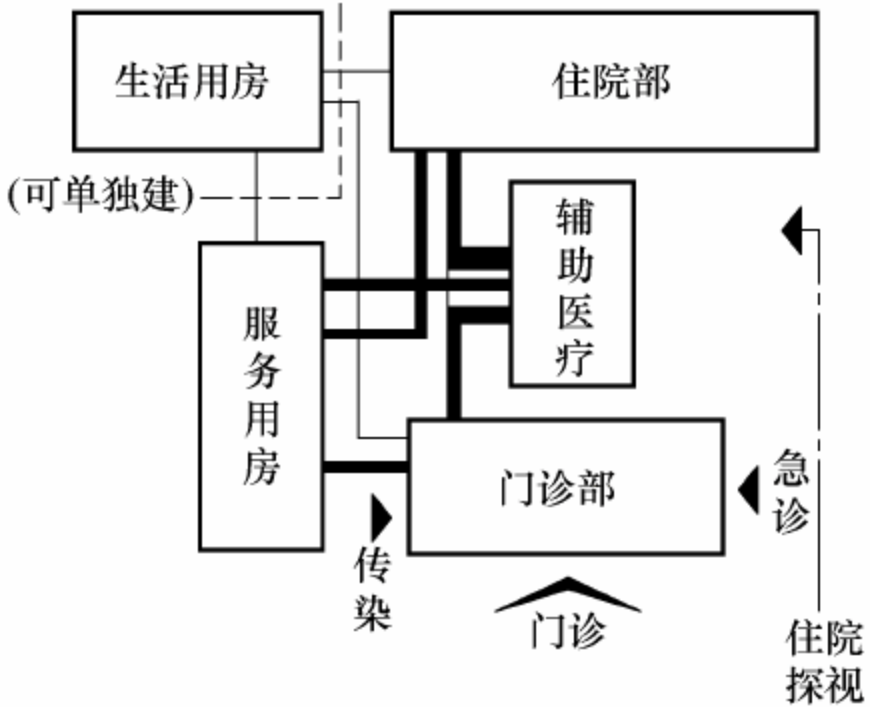 生活用房
住院部
(可单独建)
辅助医疗
服务用房
门诊部
急诊
传染
门诊
住院
探视